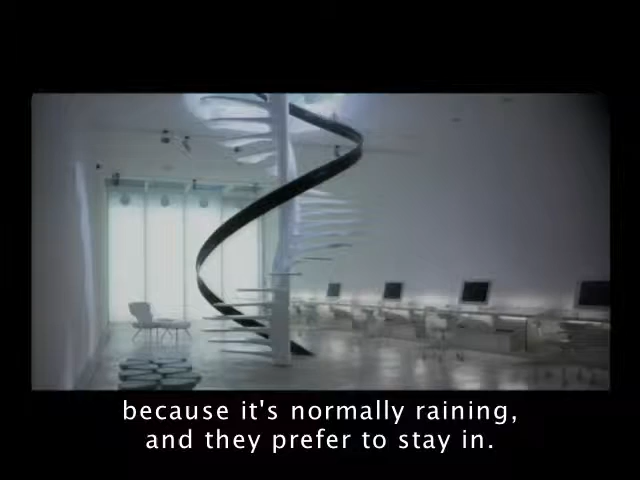 because it's normally raining,
and they prefer to stay in.